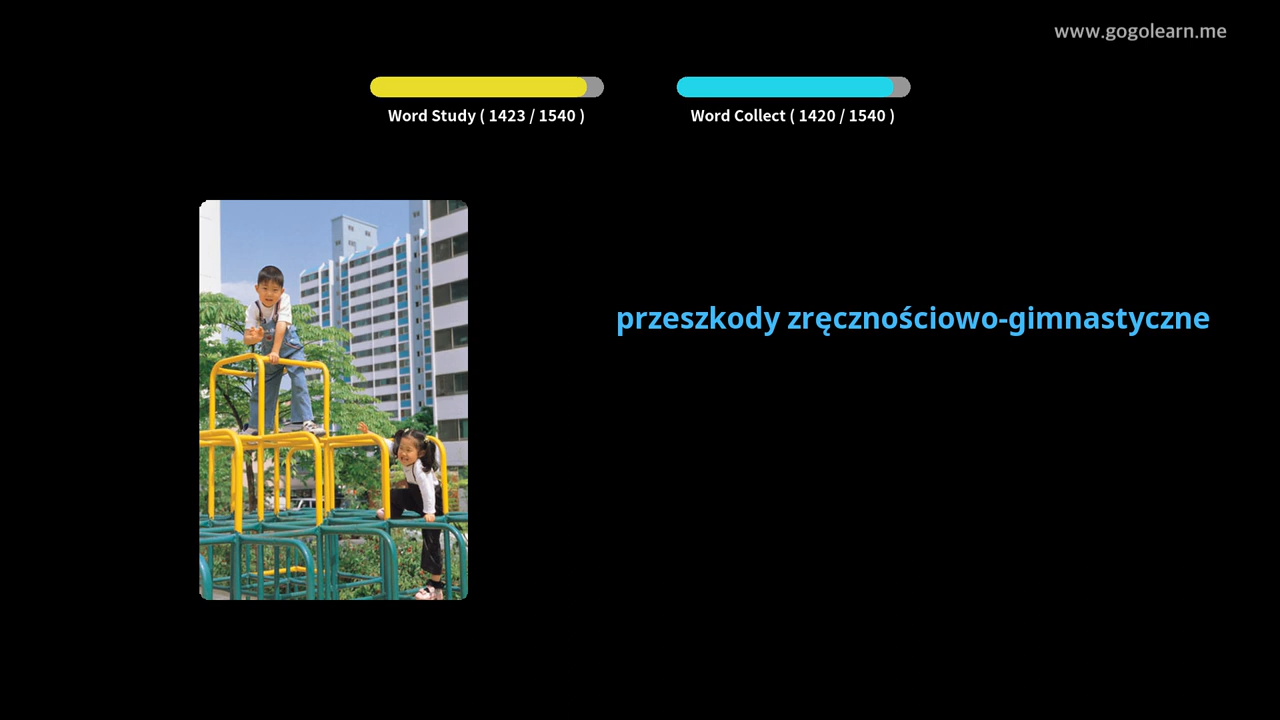 www.gogolearn.me
Word Study ( 1423 / 1540 )
Word Collect ( 1420 / 1540 )
przeszkody zręcznościowo-gimnastyczne